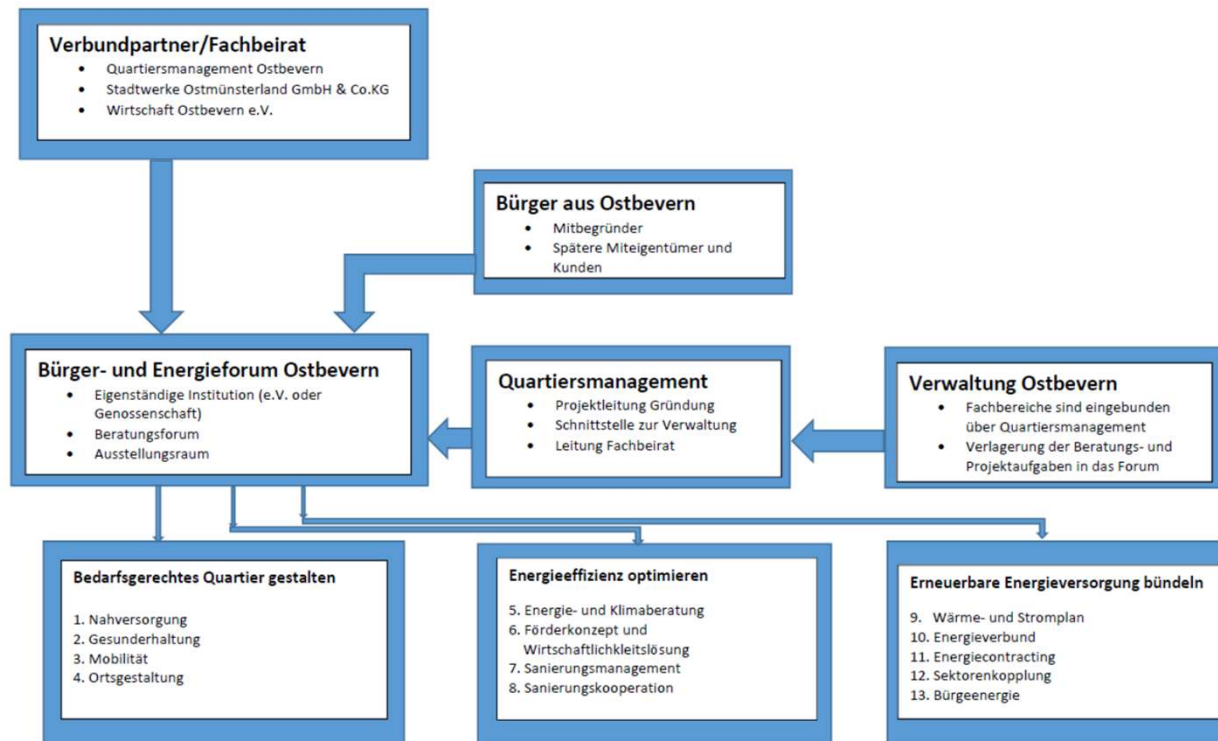 Verbundpartner/Fachbeirat
• Quartiersmanagement Ostbevern
• Stadtwerke Ostmünsterland GmbH & Co.KG
• Wirtschaft Ostbevern e.V.
Bürger aus Ostbevern
• Mitbegründer
• Spätere Miteigentümer und
Kunden
Bürger- und Energieforum Ostbevern
• Eigenständige Institution (e.V. oder
Genossenschaft)
• Beratungsforum
• Ausstellungsraum
Quartiersmanagement
• Projektleitung Gründung
• Schnittstelle zur Verwaltung
• Leitung Fachbeirat
Verwaltung Ostbevern
• Fachbereiche sind eingebunden
über Quartiersmanagement
• Verlagerung der Beratungs- und
Projektaufgaben in das Forum
Bedarfsgerechtes Quartier gestalten
1. Nahversorgung
2. Gesunderhaltung
3. Mobilität
4. Ortsgestaltung
Energieeffizienz optimieren
5. Energie- und Klimaberatung
6. Förderkonzept und
Wirtschaftlichkleitslösung
7. Sanierungsmanagement
8. Sanierungskooperation
Erneuerbare Energieversorgung bündeln
9. Wärme- und Stromplan
10. Energieverbund
11. Energiecontracting
12. Sektorenkopplung
13. Bürgeenergie